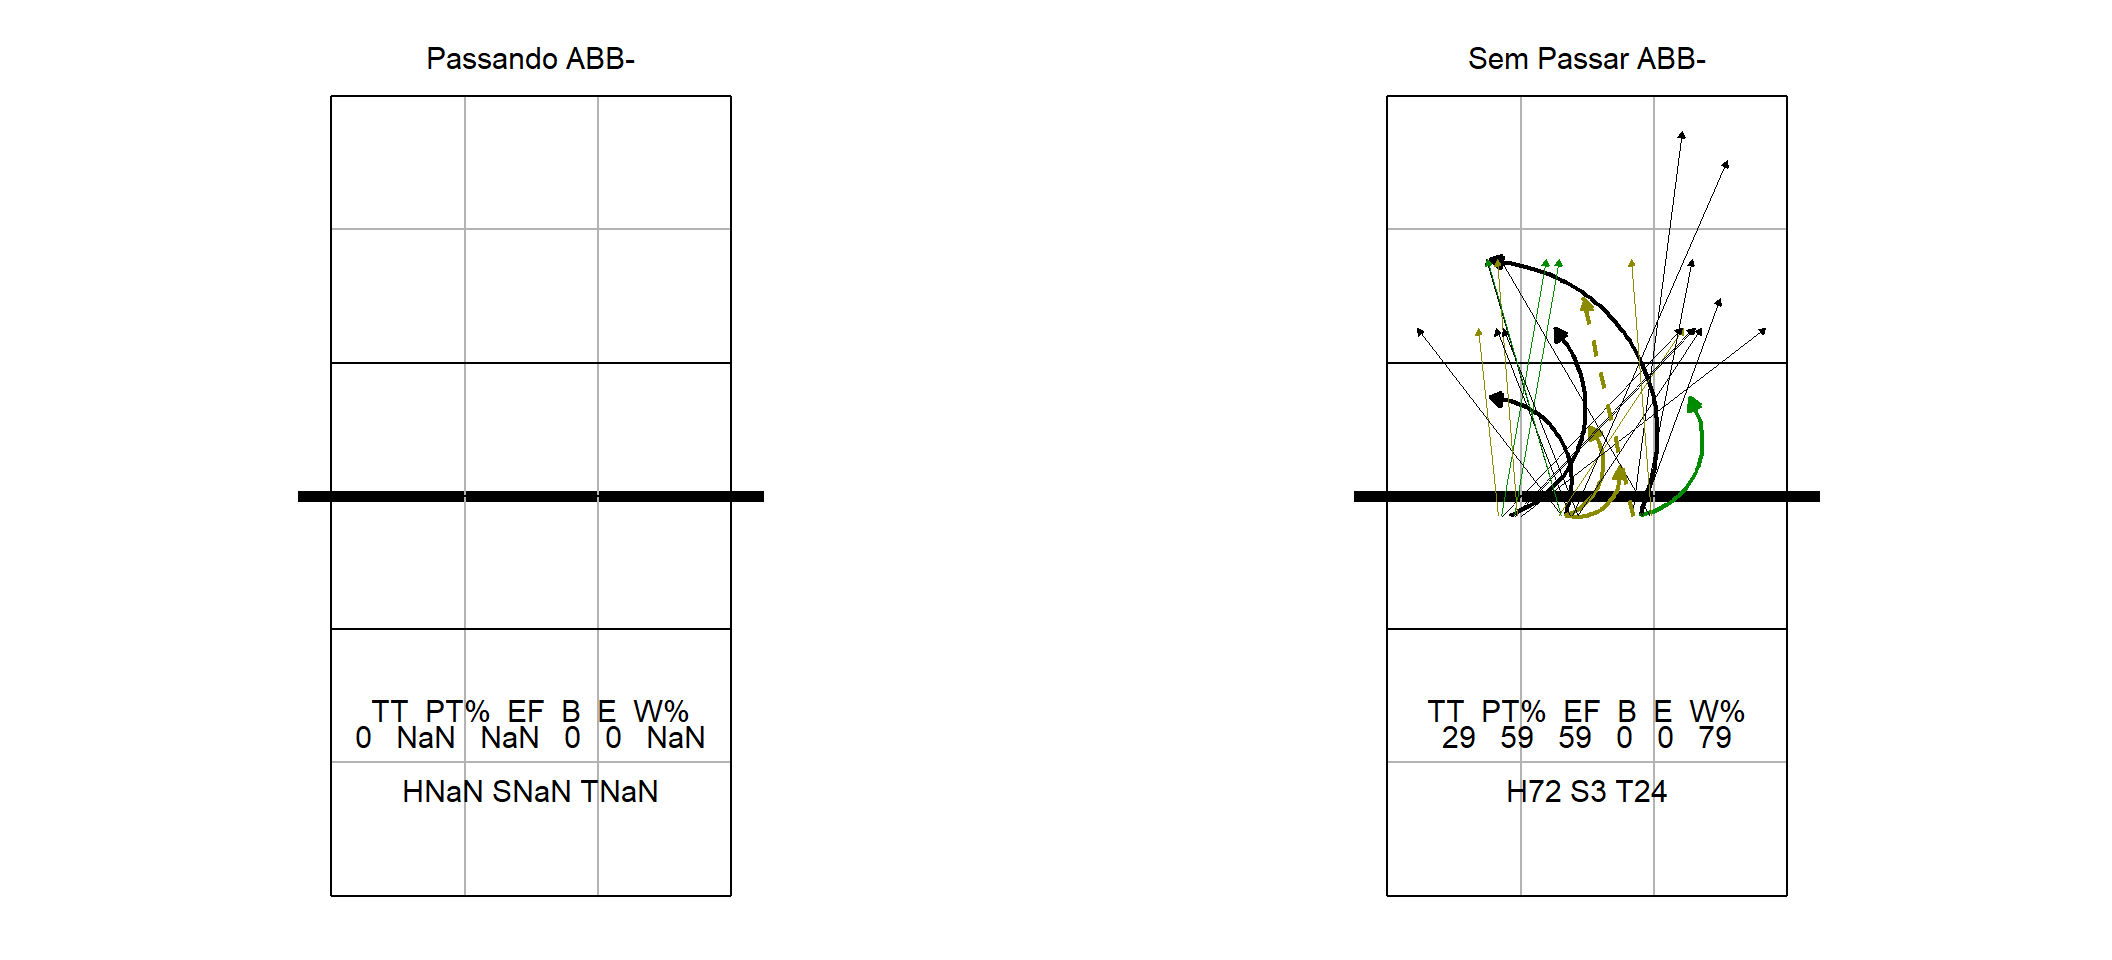 Passando ABB-
TT PT% EF B E W%
0 NaN NaN 0 0 NaN
HNaN SNaN TNaN
Sem Passar ABB-
TT PT% EF B E W%
29 59 59 0 0 79
H72 S3 T24